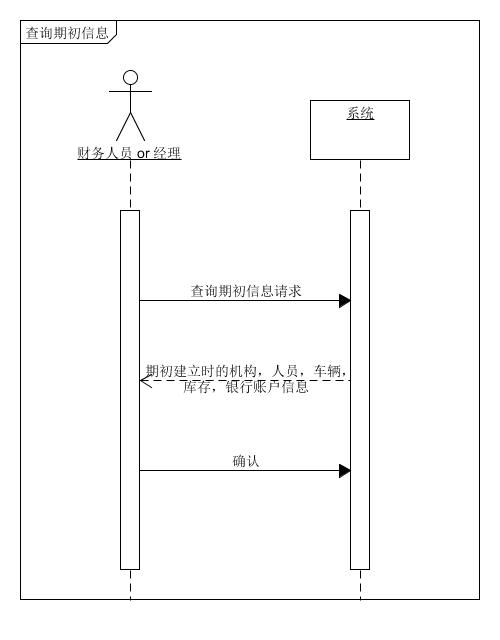 查询期初信息
系统
财务人员 or 经理
查询期初信息请求
期初建立时的机构，人员，车辆，
库存，银行账户信息
确认